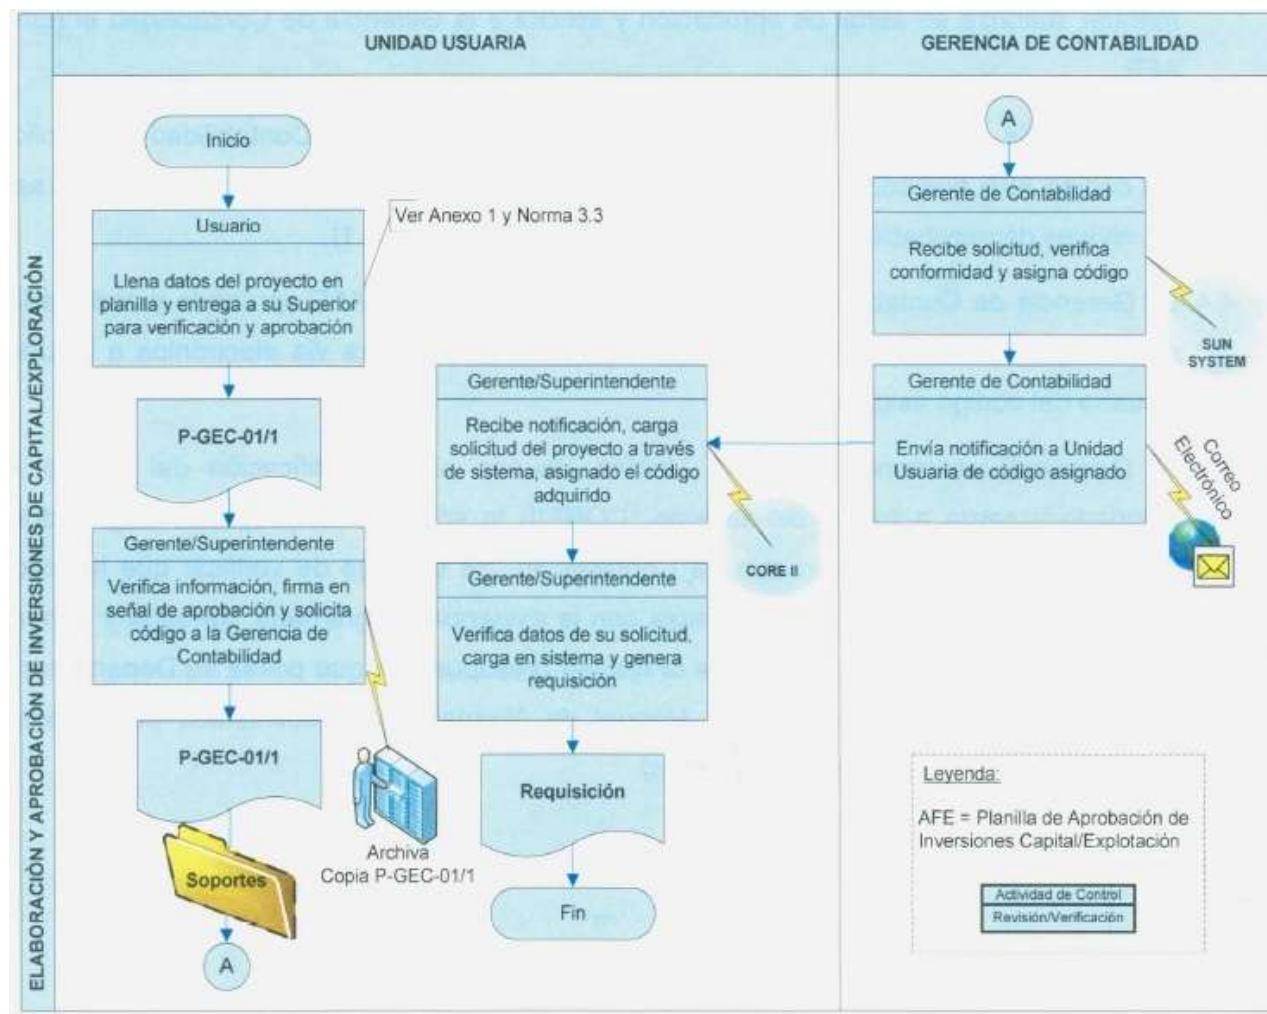 UNIDAD USUARIA
GERENCIA DE CONTABILIDAD
ELABORACIÓN Y APROBACIÓN DE INVERSIONES DE CAPITAL/EXPLORACIÓN
Inicio
Usuario
Llena datos del proyecto en
planilla y entrega a su Superior
para verificación y aprobación
Ver Anexo 1 y Norma 3.3
P-GEC-01/1
Gerente/Superintendente
Verifica información, firma en
señal de aprobación y solicita
código a la Gerencia de
Contabilidad
P-GEC-01/1
Soportes
A
Archiva
Copia P-GEC-01/1
Gerente/Superintendente
Recibe notificación, carga
solicitud del proyecto a través
de sistema, asignado el código
adquirido
CORE II
Gerente/Superintendente
Verifica datos de su solicitud,
carga en sistema y genera
requisición
Requisición
Fin
A
Gerente de Contabilidad
Recibe solicitud, verifica
conformidad y asigna código
SUN
SYSTEM
Gerente de Contabilidad
Envía notificación a Unidad
Usuaria de código asignado
Correo
Electrónico
Leyenda:
AFE = Planilla de Aprobación de
Inversiones Capital/Explotación
Actividad de Control
Revisión/Verificación